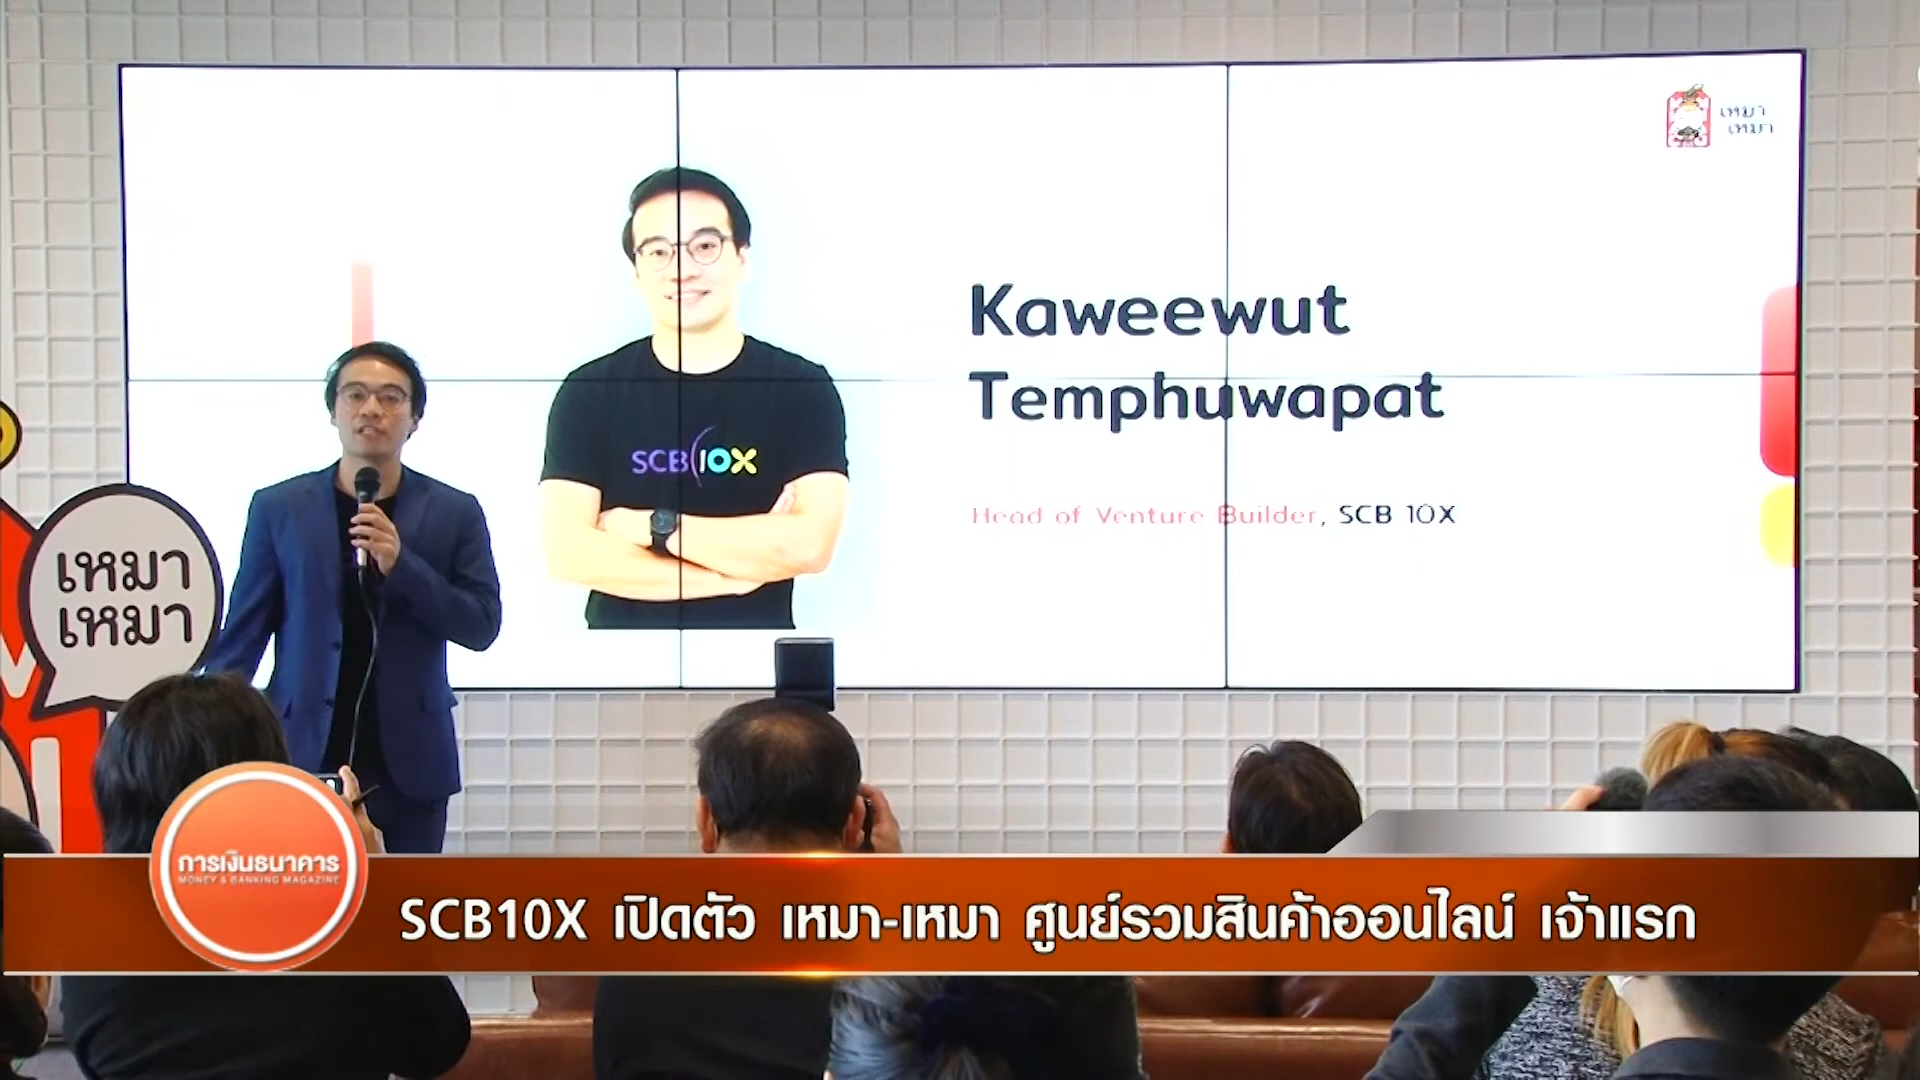 เหมา
เหมา
Kaweewut
Temphuwapat
SCB 10X
Head of Venture Builder, SCB 10X
เหมา
เหมา
การเงินธนาคาร
MONEY & BANKING MAGAZINE
SCB10X เปิดตัว เหมา-เหมา ศูนย์รวมสินค้าออนไลน์ เจ้าแรก